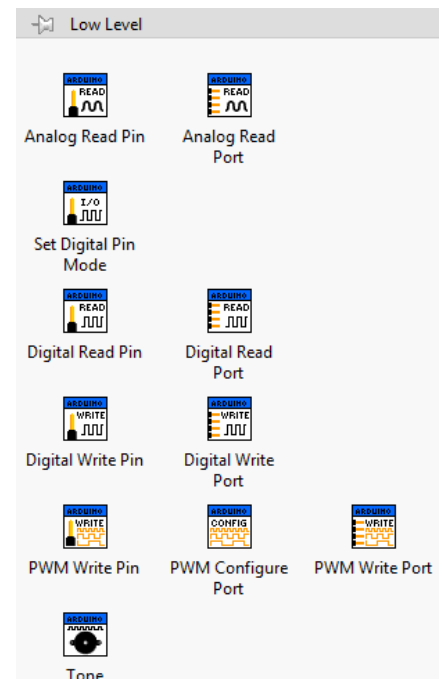 Low Level
ARDUINO
READ
ARDUINO
READ
Analog Read Pin
Analog Read
Port
ARDUINO
I/O
Set Digital Pin
Mode
ARDUINO
READ
ARDUINO
READ
Digital Read Pin
Digital Read
Port
ARDUINO
WRITE
ARDUINO
WRITE
Digital Write Pin
Digital Write
Port
ARDUINO
WRITE
ARDUINO
CONFIG
ARDUINO
WRITE
PWM Write Pin
PWM Configure
Port
PWM Write Port
ARDUINO
Tone